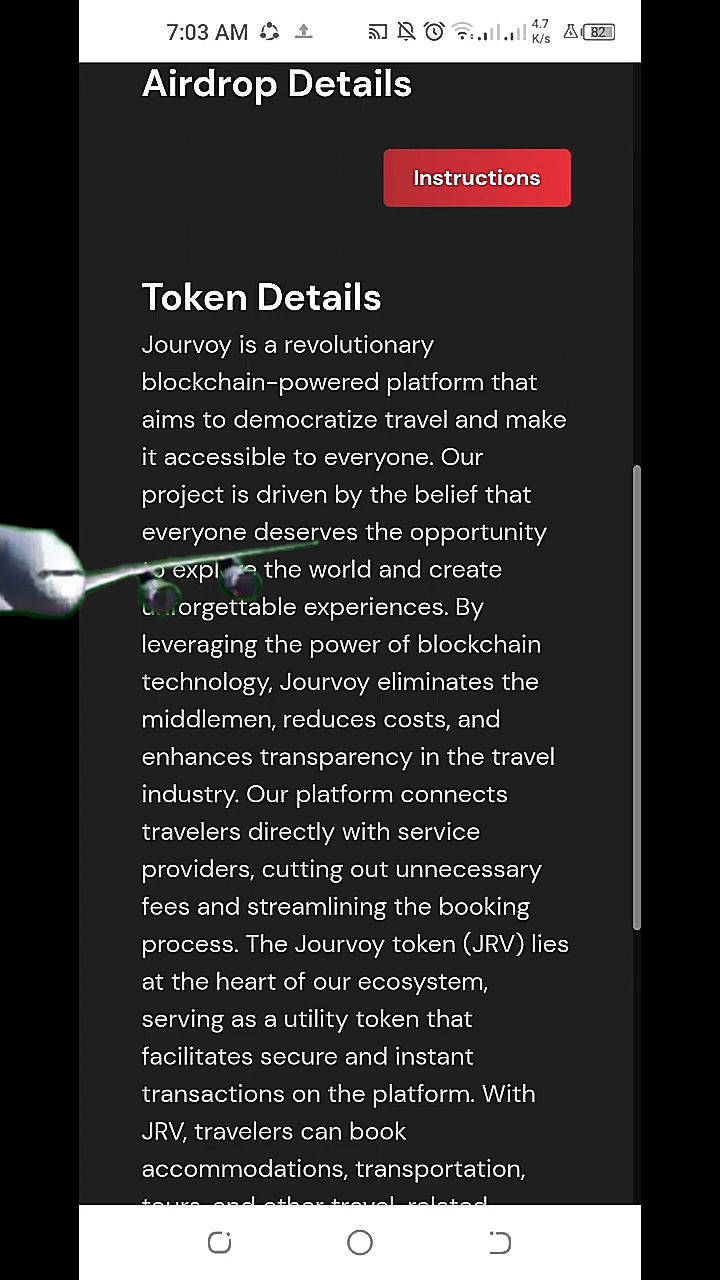 7:03 AM
4.7
K/s
82
Airdrop Details
Instructions
Token Details
Jourvoy is a revolutionary
blockchain-powered platform that
aims to democratize travel and make
it accessible to everyone. Our
project is driven by the belief that
everyone deserves the opportunity
the world and create
experiences. By
leveraging the power of blockchain
technology, Jourvoy eliminates the
middlemen, reduces costs, and
enhances transparency in the travel
industry. Our platform connects
travelers directly with service
providers, cutting out unnecessary
fees and streamlining the booking
process. The Jourvoy token (JRV) lies
at the heart of our ecosystem,
serving as a utility token that
facilitates secure and instant
transactions on the platform. With
JRV, travelers can book
accommodations, transportation,
tours, and other travel-related